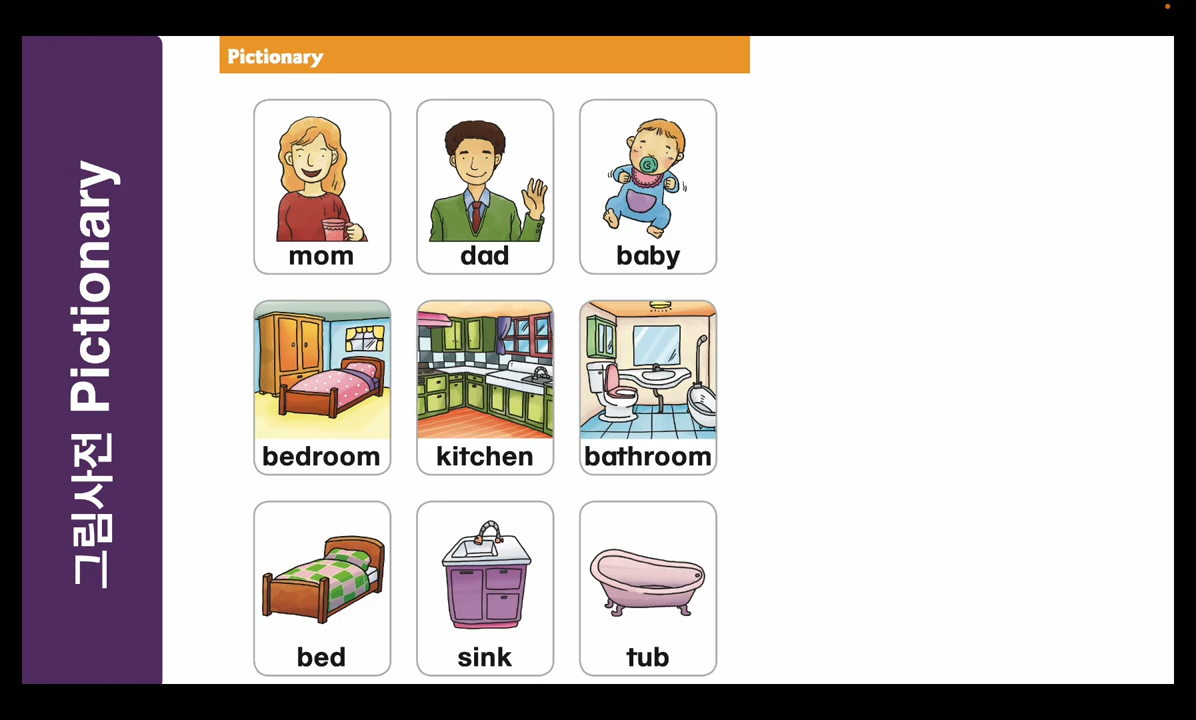 그림사전 Pictionary
Pictionary
mom
dad
baby
bedroom
kitchen
bathroom
bed
sink
tub